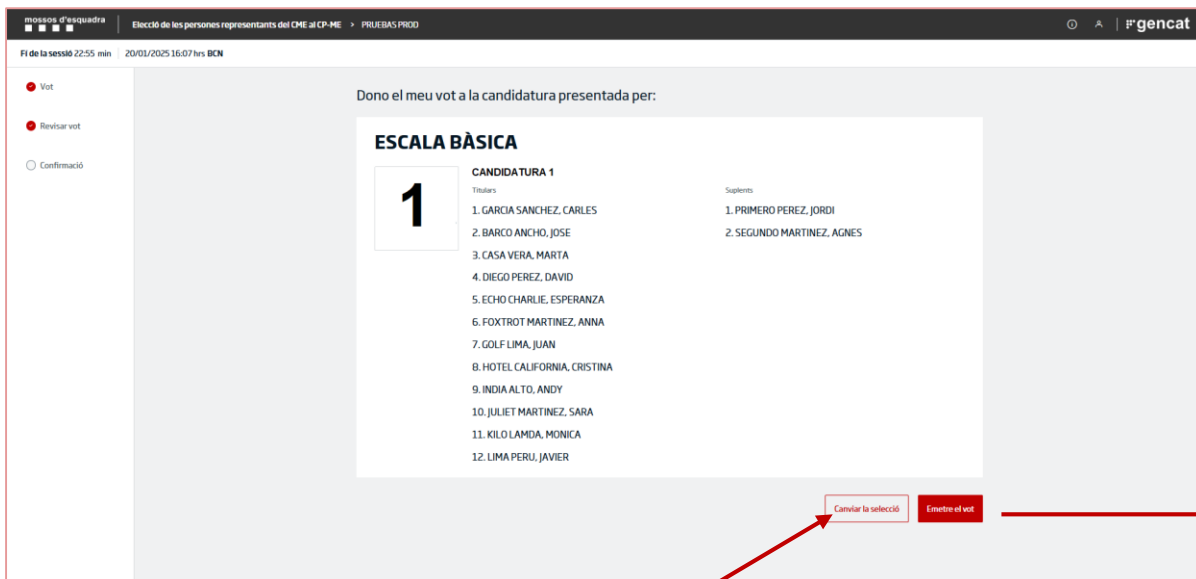 mossos d'esquadra
Elecció de les persones representants del CME al CP-ME > PRUEBAS PROD
gencat
Fi de la sessió 22:55 min 20/01/2025 16:07 hrs BCN
Vot
Revisar vot
Confirmació
Dono el meu vot a la candidatura presentada per:
ESCALA BÀSICA
1
CANDIDATURA 1
Titulars
1. GARCIA SANCHEZ, CARLES
2. BARCO ANCHO, JOSE
3. CASA VERA, MARTA
4. DIEGO PEREZ, DAVID
5. ECHO CHARLIE, ESPERANZA
6. FOXTROT MARTINEZ, ANNA
7. GOLF LIMA, JUAN
8. HOTEL CALIFORNIA, CRISTINA
9. INDIA ALTO, ANDY
10. JULIET MARTINEZ, SARA
11. KILO LAMDA, MONICA
12. LIMA PERU, JAVIER
Suplents
1. PRIMERO PEREZ, JORDI
2. SEGUNDO MARTINEZ, AGNES
Canviar la selecció
Emetre el vot